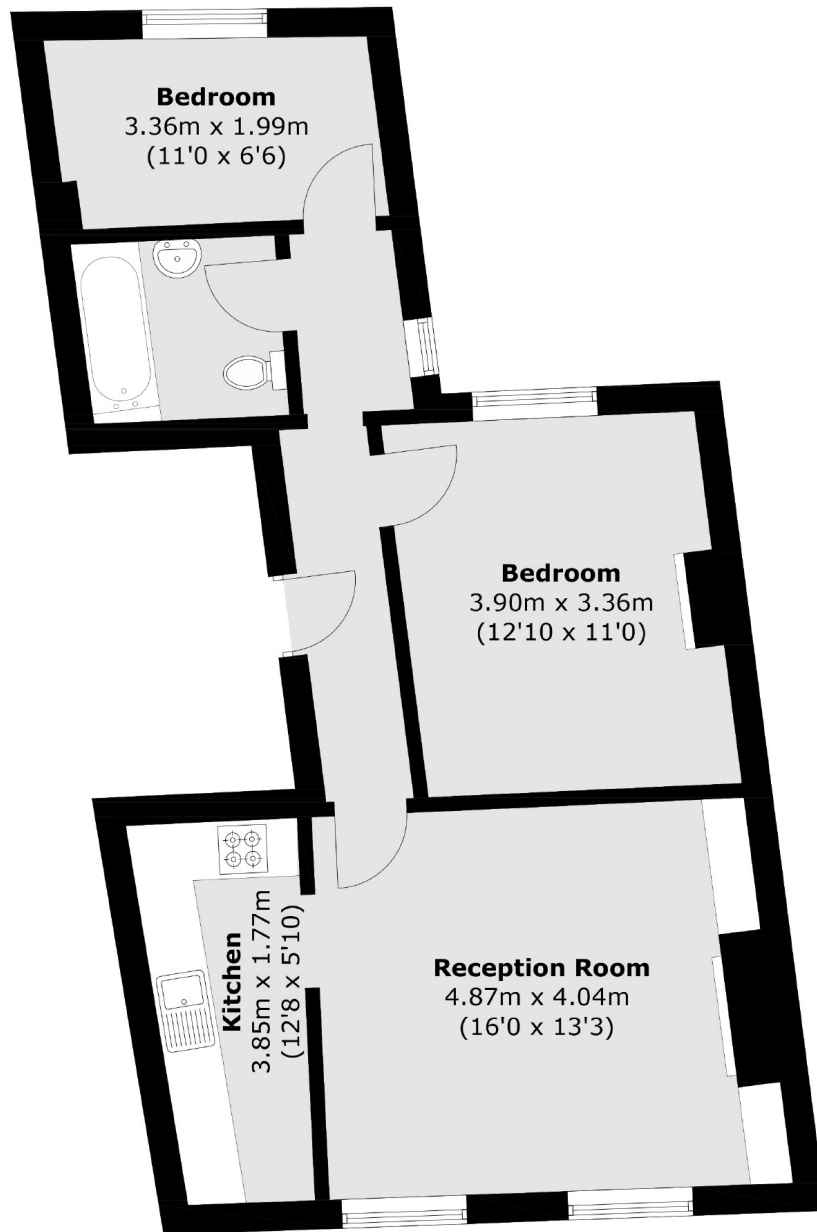 Bedroom
3.36m x 1.99m
(11'0 x 6'6)
Bedroom
3.90m x 3.36m
(12'10 x 11'0)
Kitchen
3.85m x 1.77m
(12'8 x 5'10)
Reception Room
4.87m x 4.04m
(16'0 x 13'3)